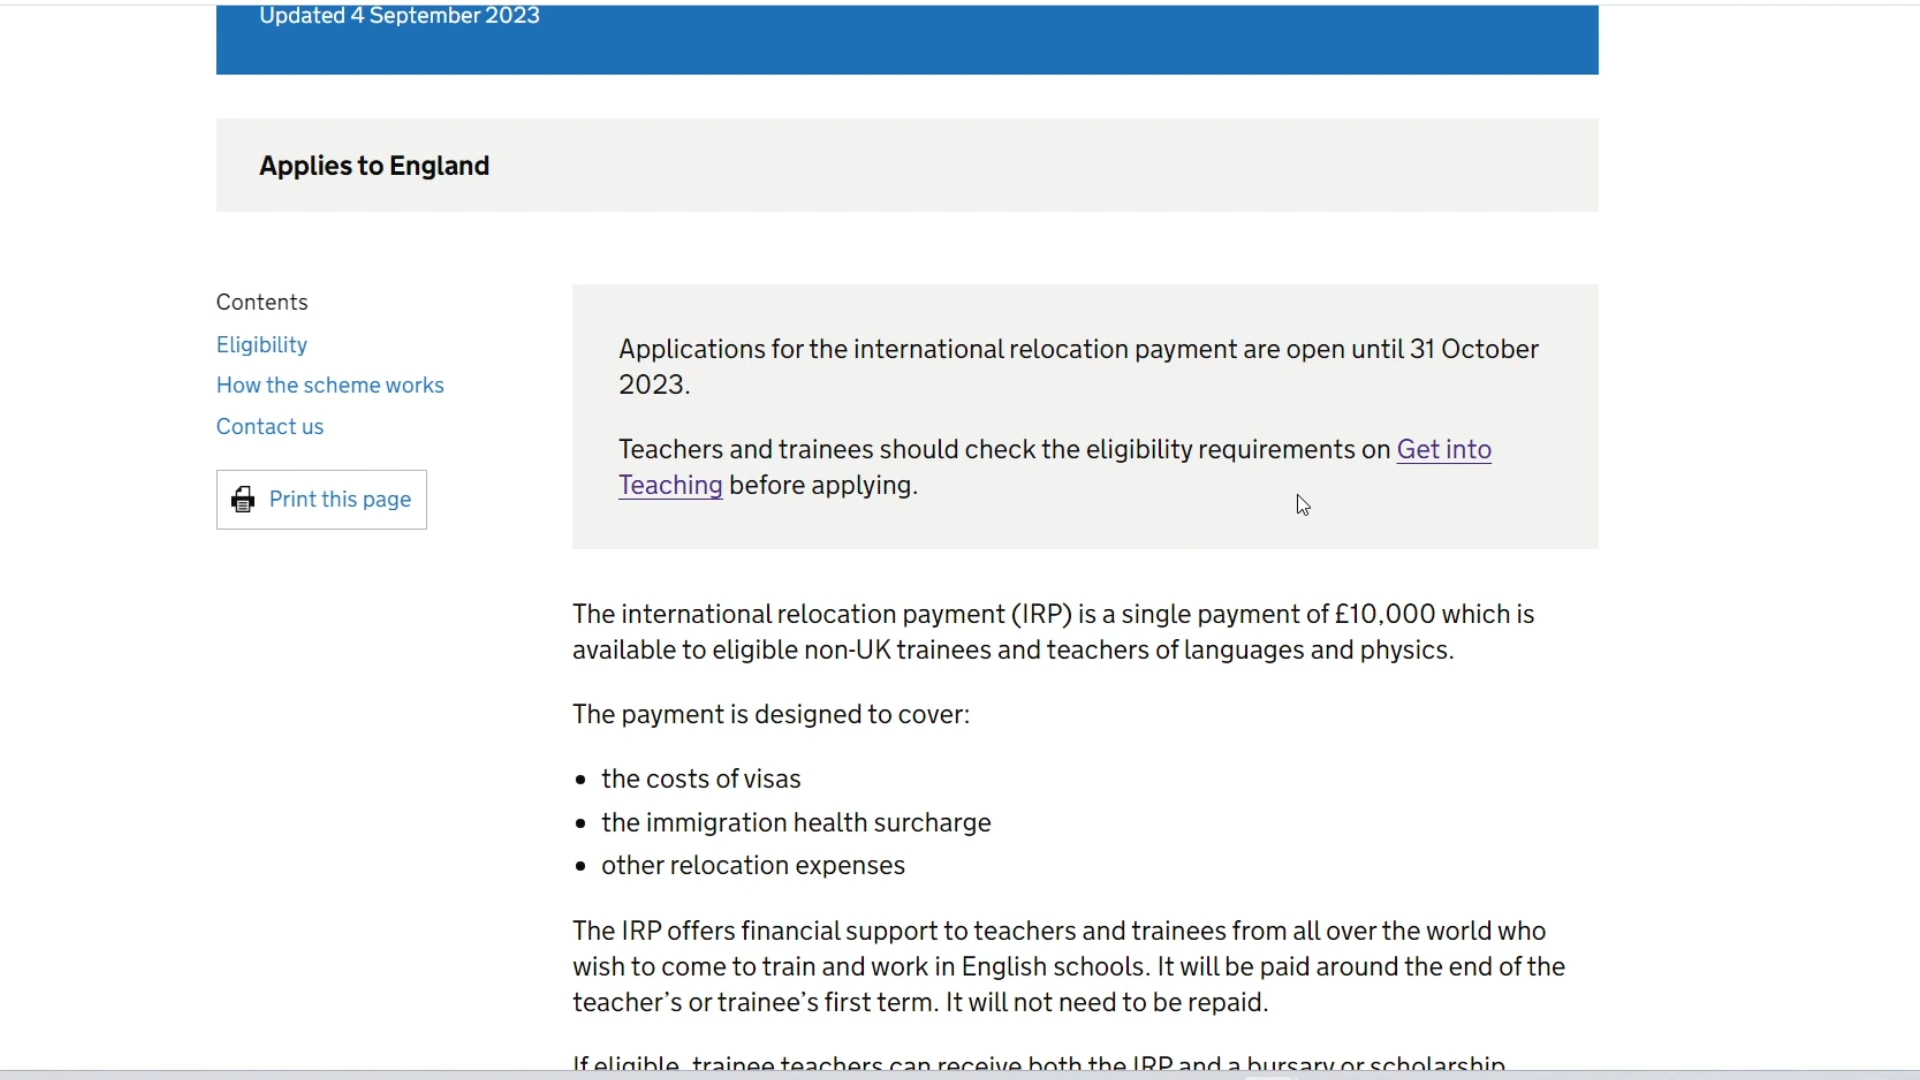 Updated 4 September 2023
Applies to England
Contents
Eligibility
How the scheme works
Contact us
Print this page
Applications for the international relocation payment are open until 31 October
2023.
Teachers and trainees should check the eligibility requirements on Get into
Teaching before applying.
The international relocation payment (IRP) is a single payment of £10,000 which is
available to eligible non-UK trainees and teachers of languages and physics.
The payment is designed to cover:
• the costs of visas
• the immigration health surcharge
• other relocation expenses
The IRP offers financial support to teachers and trainees from all over the world who
wish to come to train and work in English schools. It will be paid around the end of the
teacher’s or trainee’s first term. It will not need to be repaid.
If eligible, trainee teachers can receive both the IRP and a bursary or scholarship.